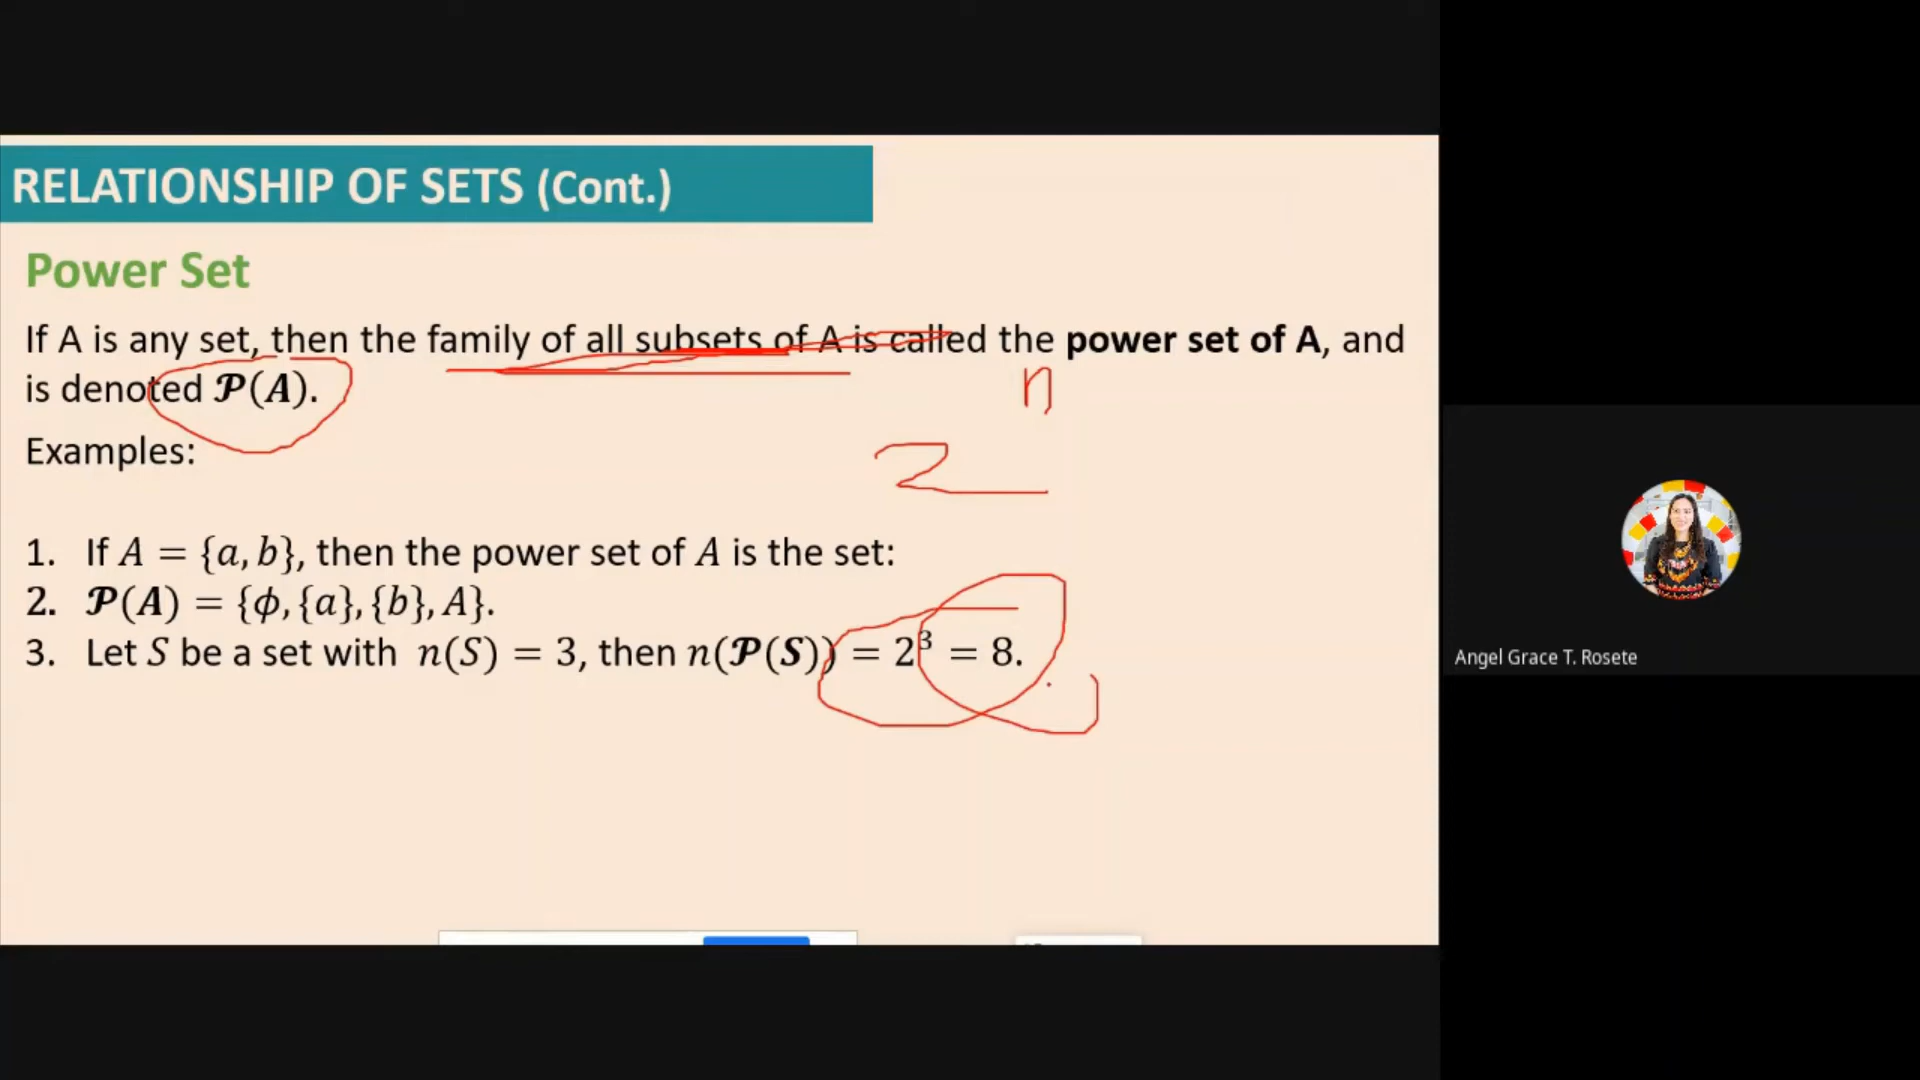 RELATIONSHIP OF SETS (Cont.)
Power Set
If A is any set, then the family of all subsets of A is called the power set of A, and
is denoted 𝓟(𝑨).
n
Examples:
2
1. If 𝐴 = {𝑎, 𝑏}, then the power set of 𝐴 is the set:
2. 𝓟(𝑨) = {𝜙, {𝑎}, {𝑏}, 𝐴}.
3. Let 𝑆 be a set with 𝑛(𝑆) = 3, then 𝑛(𝓟(𝑺)) = 2³ = 8.
Angel Grace T. Rosete